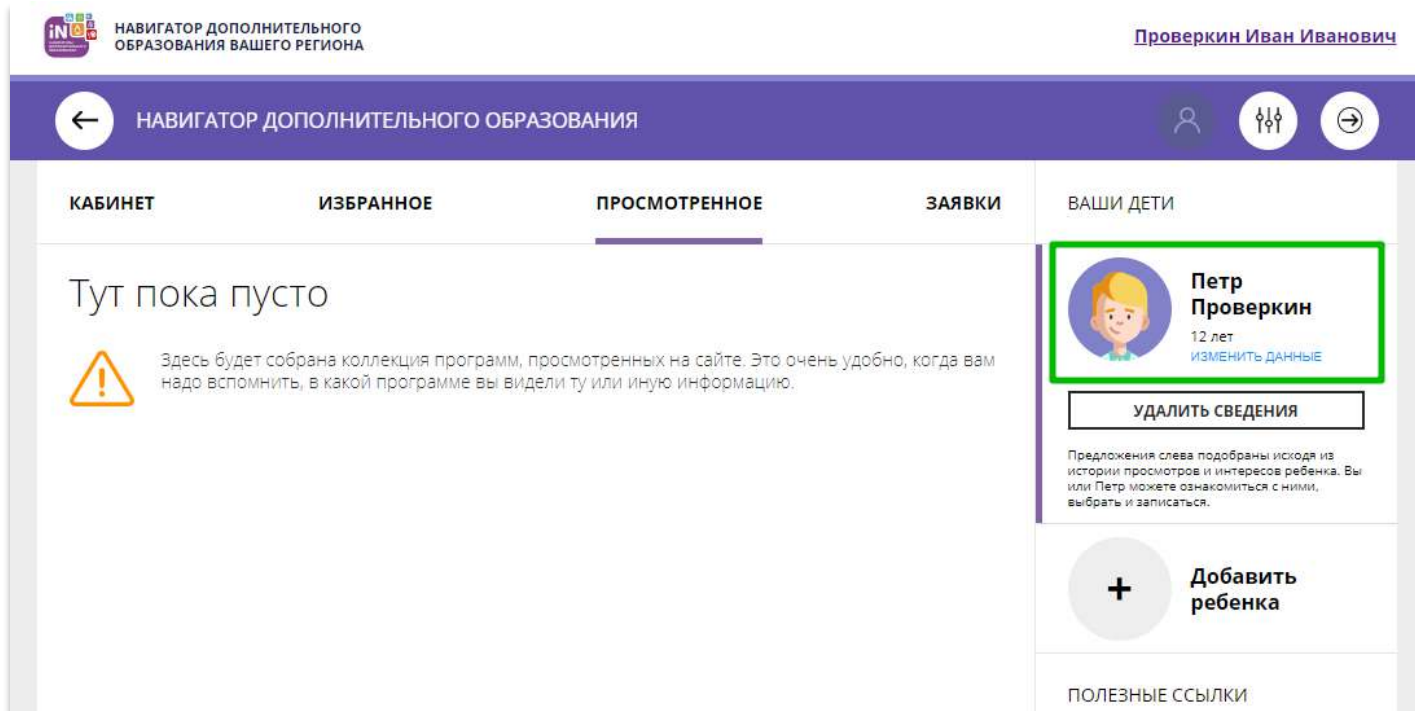 НАВИГАТОР ДОПОЛНИТЕЛЬНОГО
ОБРАЗОВАНИЯ ВАШЕГО РЕГИОНА
Проверкин Иван Иванович
НАВИГАТОР ДОПОЛНИТЕЛЬНОГО ОБРАЗОВАНИЯ
КАБИНЕТ
ИЗБРАННОЕ
ПРОСМОТРЕННОЕ
ЗАЯВКИ
Тут пока пусто
Здесь будет собрана коллекция программ, просмотренных на сайте. Это очень удобно, когда вам
надо вспомнить, в какой программе вы видели ту или иную информацию.
ВАШИ ДЕТИ
Петр
Проверкин
12 лет
ИЗМЕНИТЬ ДАННЫЕ
УДАЛИТЬ СВЕДЕНИЯ
Предложения слева подобраны исходя из
истории просмотров и интересов ребенка. Вы
или Петр можете ознакомиться с ними,
выбрать и записаться.
+
Добавить
ребенка
ПОЛЕЗНЫЕ ССЫЛКИ